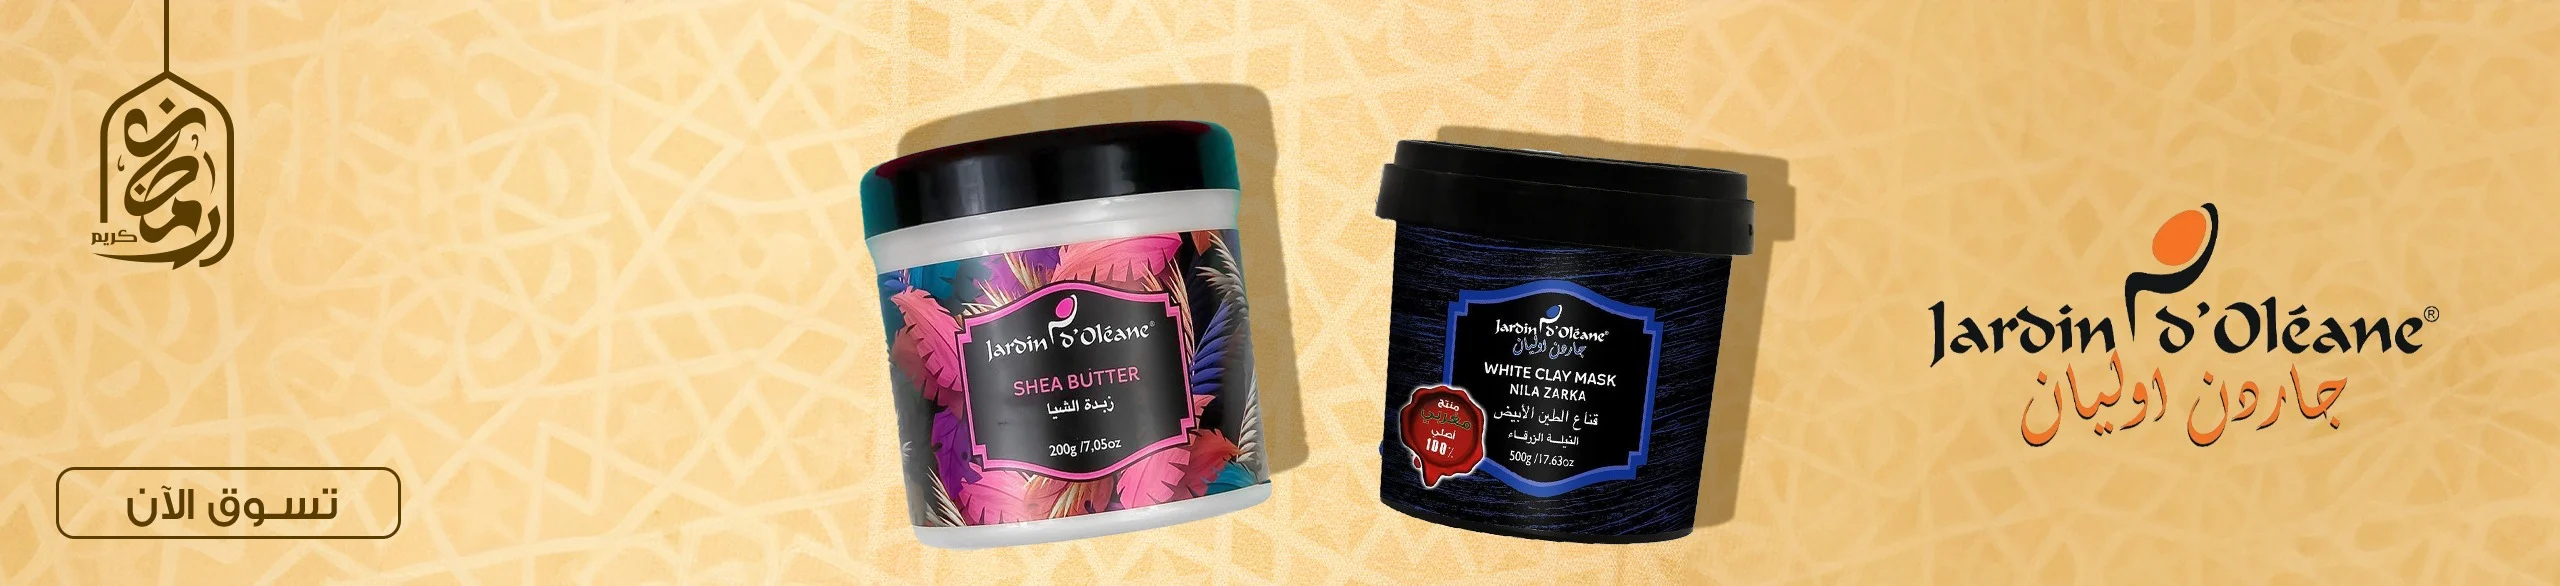 رمضان
كريم
تسوق الآن
Jardin d'Oléane®
SHEA BUTTER
زبدة الشيا
200g /7,05oz
Jardin d'Oléane®
جاردن اوليان
WHITE CLAY MASK
NILA ZARKA
قناع الطين الأبيض
النيلة الزرقاء
500g /17.63oz
منتج
مغربي
أصلي
100%
Jardin d'Oléane®
جاردن اوليان